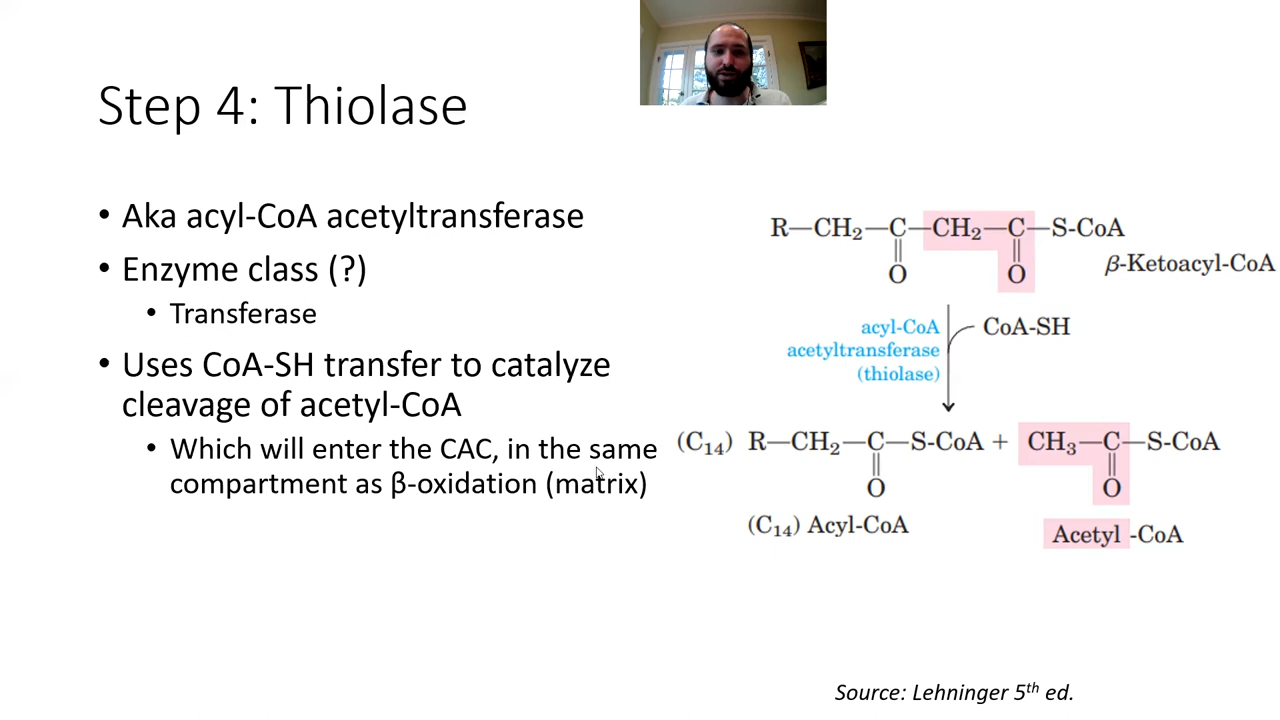 Step 4: Thiolase
• Aka acyl-CoA acetyltransferase
• Enzyme class (?)
• Transferase
• Uses CoA-SH transfer to catalyze
cleavage of acetyl-CoA
• Which will enter the CAC, in the same
compartment as β-oxidation (matrix)
R—CH₂—C—CH₂—C—S-CoA
O O
β-Ketoacyl-CoA
acyl-CoA
acetyltransferase
(thiolase)
CoA-SH
(C₁₄) R—CH₂—C—S-CoA + CH₃—C—S-CoA
O O
(C₁₄) Acyl-CoA
Acetyl -CoA
Source: Lehninger 5th ed.